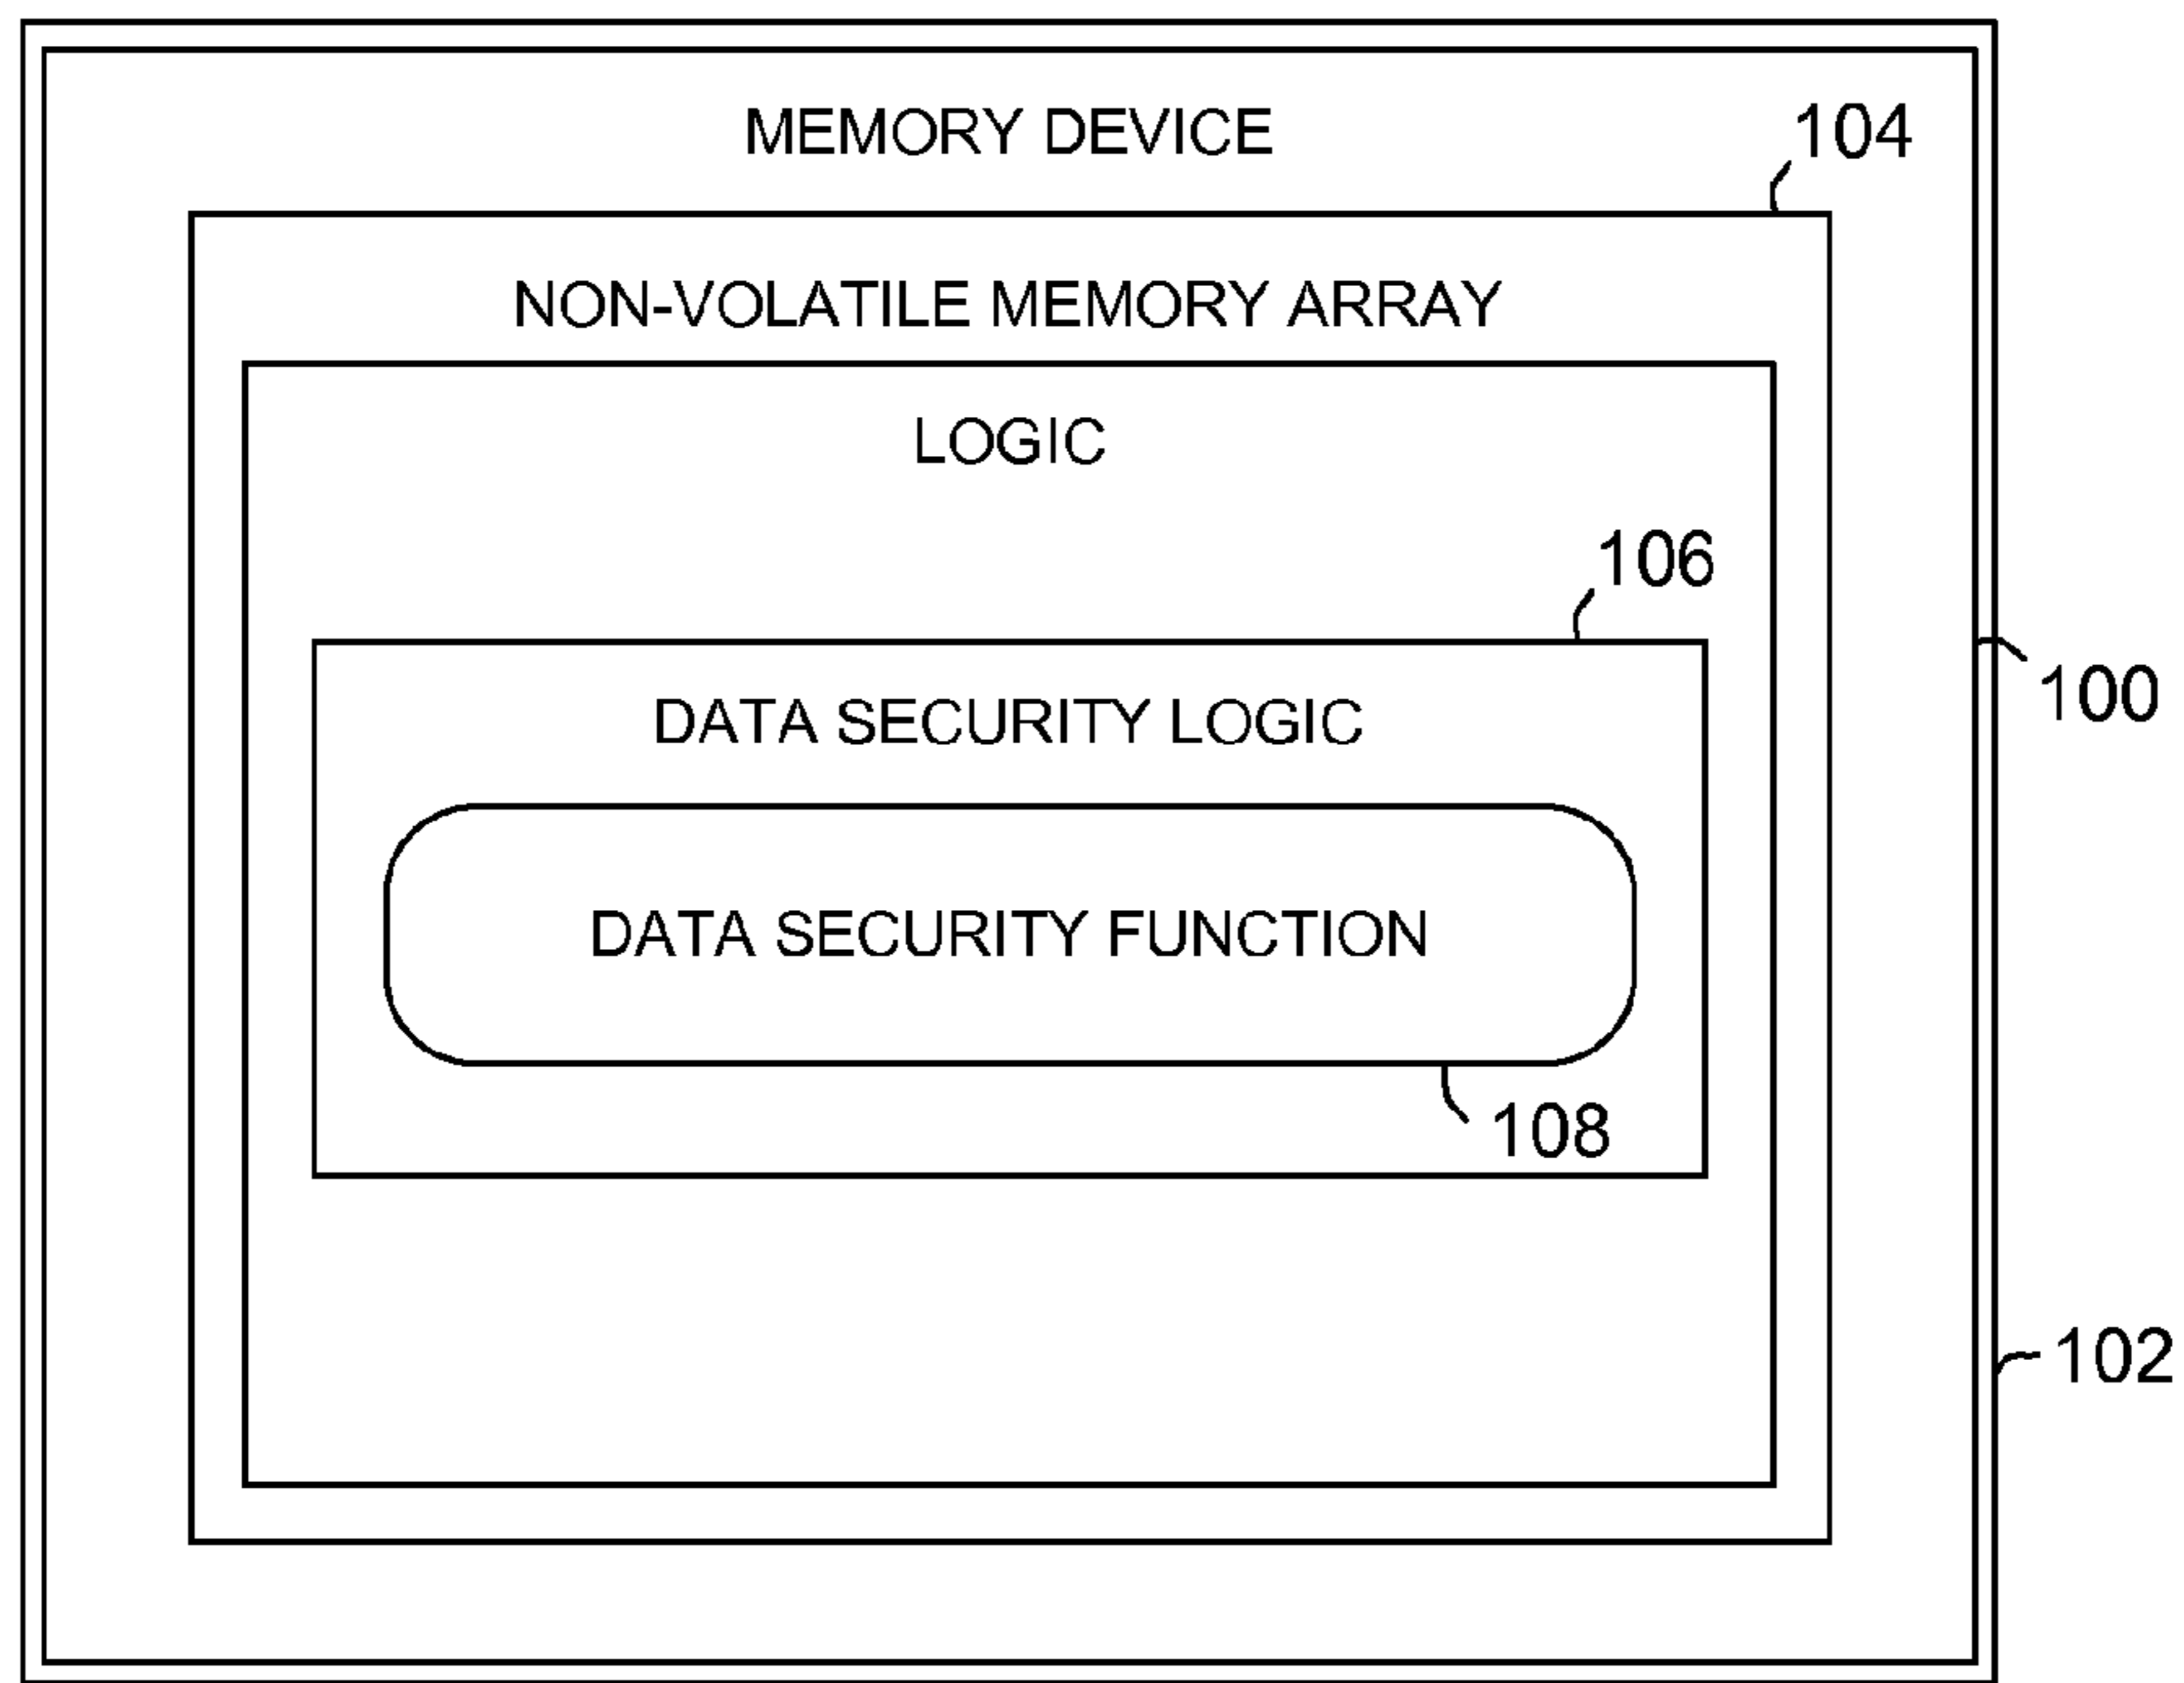 MEMORY DEVICE
104
NON-VOLATILE MEMORY ARRAY
LOGIC
106
DATA SECURITY LOGIC
100
DATA SECURITY FUNCTION
108
102